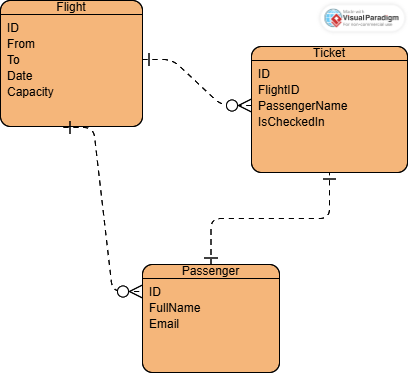 Flight
ID
From
To
Date
Capacity
Made with
Visual Paradigm
For non-commercial use
Ticket
ID
FlightID
PassengerName
IsCheckedIn
Passenger
ID
FullName
Email